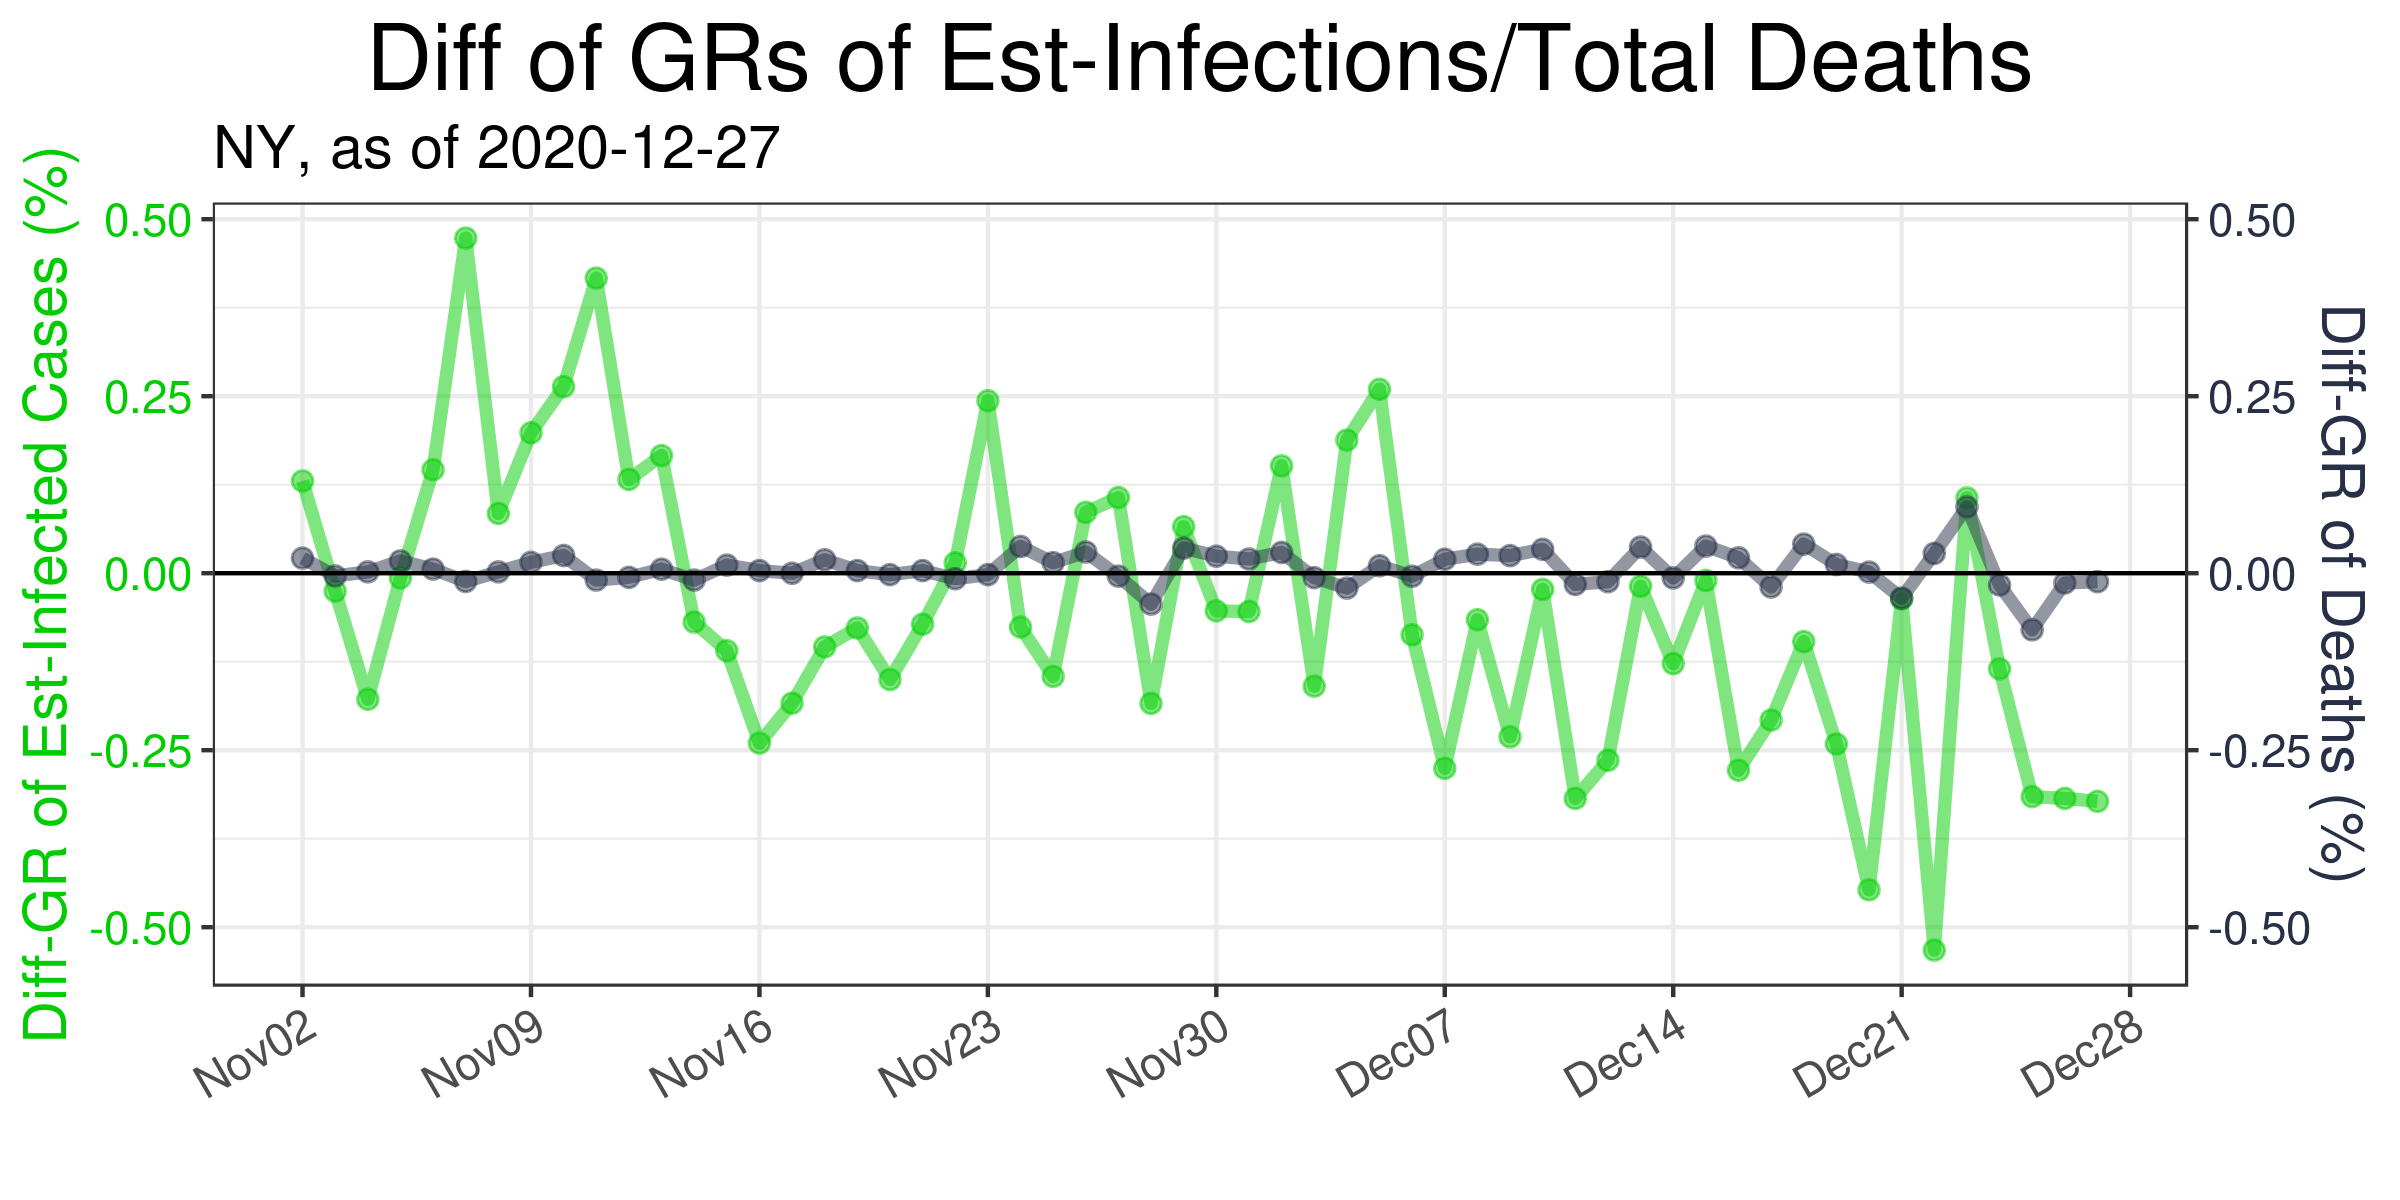 Diff of GRs of Est-Infections/Total Deaths
NY, as of 2020-12-27
Diff-GR of Est-Infected Cases (%)
0.50
0.25
0.00
-0.25
-0.50
0.50
0.25
0.00
-0.25
-0.50
Diff-GR of Deaths (%)
Nov02
Nov09
Nov16
Nov23
Nov30
Dec07
Dec14
Dec21
Dec28